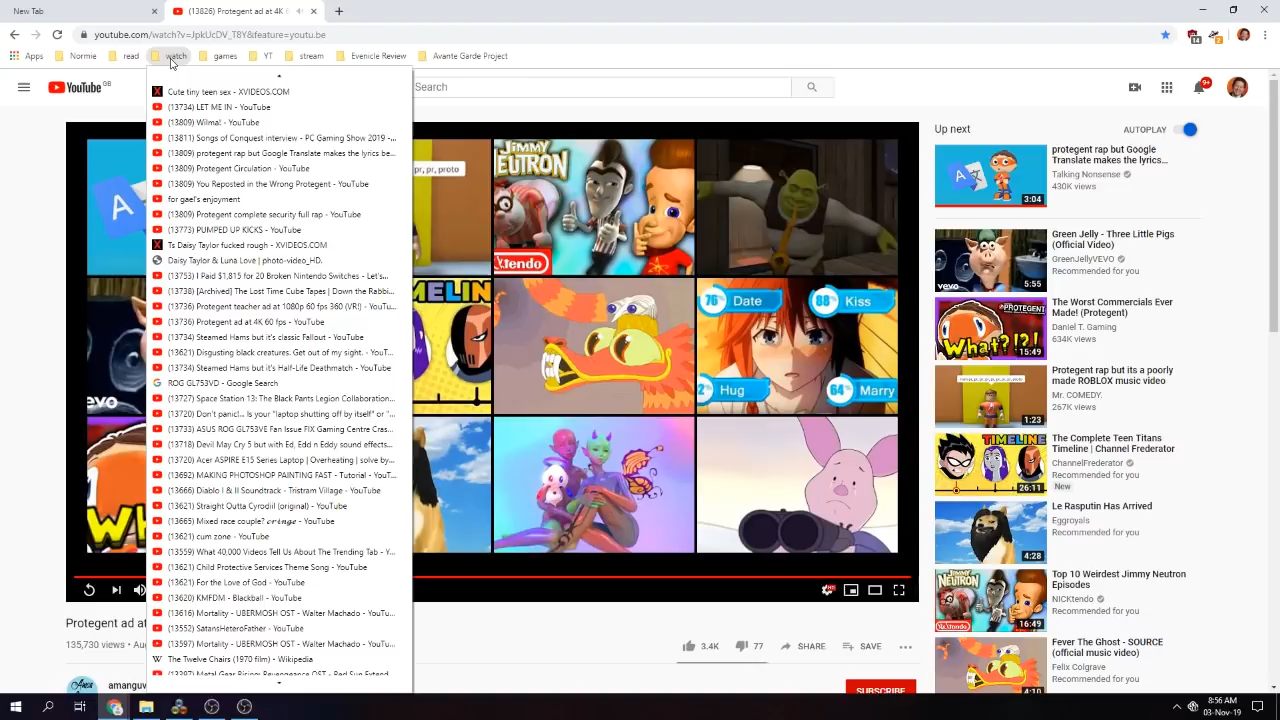 New Tab
(13826) Protegent ad at 4K 6
youtube.com/watch?v=JpkUcDV_T8Y&feature=youtu.be
Apps Normie read watch games YT stream Evenicle Review Avante Garde Project
YouTube GB
Search
9+
Cute tiny teen sex - XVIDEOS.COM
(13734) LET ME IN - YouTube
(13809) Wilma! - YouTube
(13811) Songs of Conquest interview - PC Gaming Show 2019 -...
(13809) protegent rap but Google Translate makes the lyrics be...
(13809) Protegent Circulation - YouTube
(13809) You Reposted in the Wrong Protegent - YouTube
for gael's enjoyment
(13809) Protegent complete security full rap - YouTube
(13773) PUMPED UP KICKS - YouTube
Ts Daisy Taylor fucked rough - XVIDEOS.COM
Daisy Taylor & Luna Love | photo-video_HD.
(13753) I Paid $1,815 for 20 Broken Nintendo Switches - Let's...
(13738) [Archived] The Lost Time Cube Tapes | Down the Rabbi...
(13736) Protegent teacher ad at 1080p 60 fps 360 (VR!) - YouTu...
(13736) Protegent ad at 4K 60 fps - YouTube
(13734) Steamed Hams but it's classic Fallout - YouTube
(13621) Disgusting black creatures. Get out of my sight. - YouT...
(13734) Steamed Hams but it's Half-Life Deathmatch - YouTube
ROG GL753VD - Google Search
(13727) Space Station 13: The Black Pants Legion Collaboration...
(13720) Don't panic!... Is your "laptop shutting off by itself" or "...
(13733) ASUS ROG GL753VE Fan Issue FIX Gaming Centre Cras...
(13718) Devil May Cry 5 but with Ed, Edd n Eddy sound effects...
(13720) Acer ASPIRE E15 Series Laptop | Overheating | solve by...
(13692) MAKING PHOTOSHOP PAINTING FAST - Tutorial - YouT...
(13666) Diablo I & II Soundtrack - Tristram Village - YouTube
(13621) Straight Outta Cyrodiil (original) - YouTube
(13665) Mixed race couple? cringe - YouTube
(13621) cum zone - YouTube
(13559) What 40,000 Videos Tell Us About The Trending Tab - Y...
(13621) Child Protective Services Theme Song - YouTube
(13621) For the Love of God - YouTube
(13620) KMFDM - Blackball - YouTube
(13616) Mortality - UBERMOSH OST - Walter Machado - YouTu...
(13552) SatansHeteroFather - YouTube
(13597) Mortality - UBERMOSH OST - Walter Machado - YouTu...
The Twelve Chairs (1970 film) - Wikipedia
pr, pr, proto
JIMMY
NEUTRON
Nintendo
76% Date
88% Kiss
2% Hug
64% Marry
Protegent ad at
135,730 views
3.4K 77 SHARE SAVE
amanguv
SUBSCRIBE
Up next
AUTOPLAY
protegent rap but Google
Translate makes the lyrics...
Talking Nonsense
430K views
3:04
Green Jelly - Three Little Pigs
(Official Video)
GreenJellyVEVO
Recommended for you
5:55
The Worst Commercials Ever
Made! (Protegent)
Daniel T. Gaming
634K views
PROTEGENT
What?!?!
15:49
Protegent rap but its a poorly
made ROBLOX music video
Mr. COMEDY.
267K views
1:23
The Complete Teen Titans
Timeline | Channel Frederator
ChannelFrederator
Recommended for you
New
TIMELINE
26:11
Le Rasputin Has Arrived
Eggroyals
Recommended for you
4:28
Top 10 Weirdest Jimmy Neutron
Episodes
NICKtendo
Recommended for you
16:49
Fever The Ghost - SOURCE
(official music video)
Felix Colgrave
Recommended for you
4:10
8:56 AM
03-Nov-19